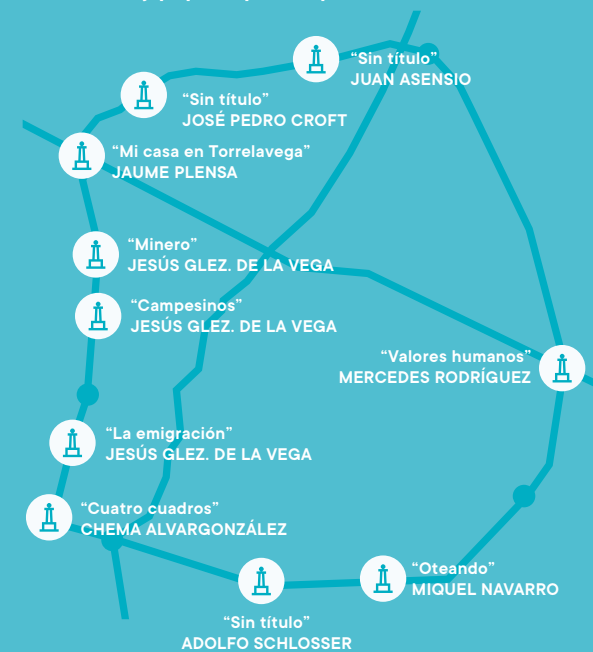 “Sin título”
JUAN ASENSIO
“Sin título”
JOSÉ PEDRO CROFT
“Mi casa en Torrelavega”
JAUME PLENSA
“Minero”
JESÚS GLEZ. DE LA VEGA
“Campesinos”
JESÚS GLEZ. DE LA VEGA
“Valores humanos”
MERCEDES RODRÍGUEZ
“La emigración”
JESÚS GLEZ. DE LA VEGA
“Cuatro cuadros”
CHEMA ALVARGONZÁLEZ
“Oteando”
MIQUEL NAVARRO
“Sin título”
ADOLFO SCHLOSSER